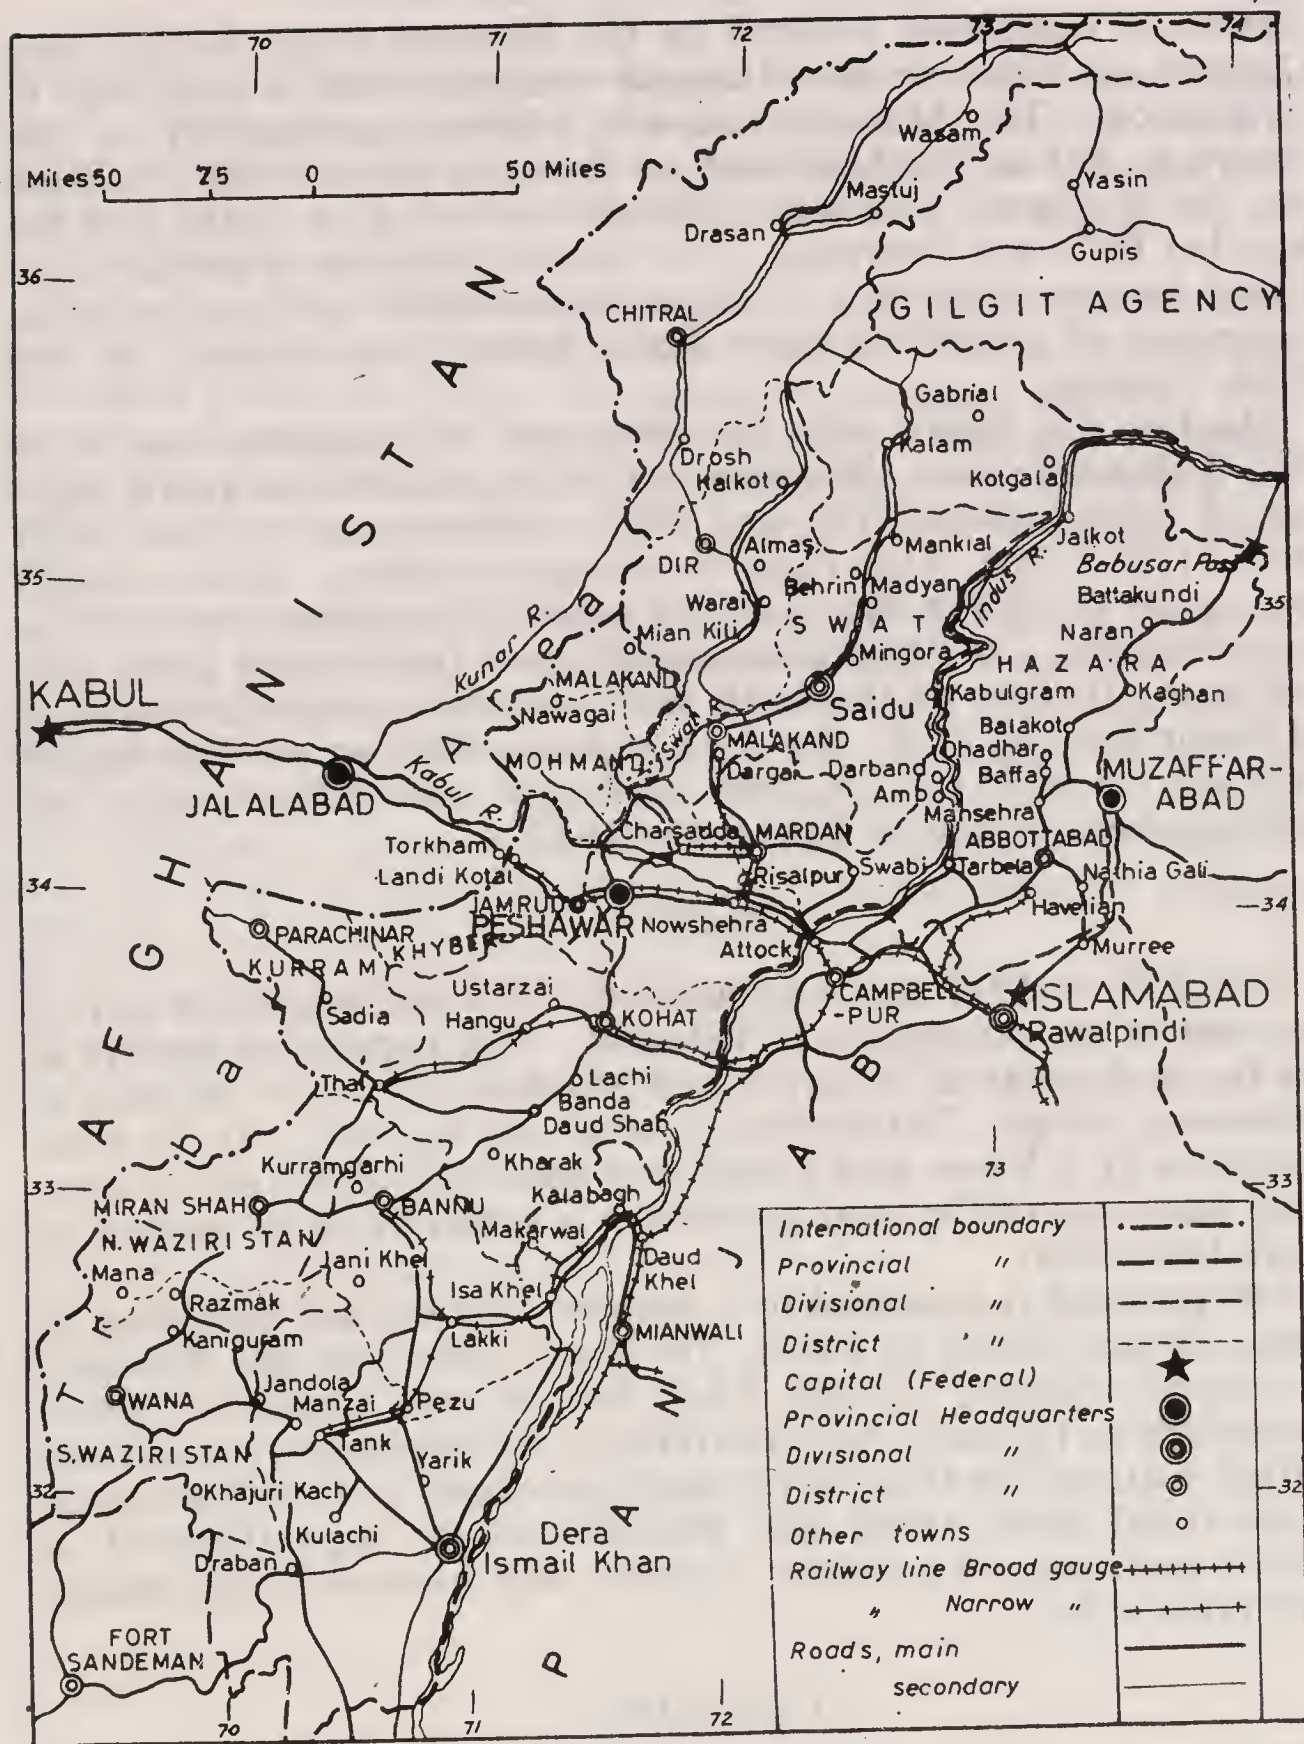 70
71
72
73
74
Miles 50 25 0 50 Miles
Wasam
Yasin
Mastuj
Drasan
Gupis
36
GILGIT AGENCY
CHITRAL
AFGHANISTAN
Gabrial
Drosh
Kalam
Kalkot
Kotgala
Almas
Mankial
Jalkot
DIR
Babusar Pass
35
Behrin
Madyan
Indus R.
Battakundi
35
Warai
SWAT
Naran
Kunar R.
Mian Kili
Mingora
HAZARA
KABUL
MALAKAND
Nawagai
Saidu
Kabulgram
Kaghan
Swat R.
Balakot
MOHMAND
MALAKAND
Dhadhar
Kabul R.
Dargai
Darband
Baffa
MUZAFFAR-
ABAD
JALALABAD
Amb
Mansehra
Charsadda
MARDAN
ABBOTTABAD
Torkham
Landi Kotal
Risalpur
Swabi
Tarbela
Nathia Gali
34
JAMRUD
PESHAWAR
Nowshehra
Havelian
34
PARACHINAR
KHYBER
Attock
Murree
KURRAM
Ustarzai
CAMPBELL
-PUR
ISLAMABAD
Sadia
Hangu
KOHAT
Rawalpindi
Thal
Lachi
Banda
Daud Shah
Tribal Area
PANJAB
73
Kurramgarhi
Kharak
33
33
MIRAN SHAH
BANNU
Kalabagh
N. WAZIRISTAN
Makarwal
Mana
Jani Khel
Daud
Khel
Razmak
Isa Khel
Kaniguram
Lakki
MIANWALI
WANA
Jandola
Manzai
Pezu
S. WAZIRISTAN
Tank
Yarik
32
Khajuri Kach
32
Kulachi
Dera
Ismail Khan
Draban
FORT
SANDEMAN
70
71
72
International boundary
Provincial "
Divisional "
District "
Capital (Federal)
Provincial Headquarters
Divisional "
District "
Other towns
Railway line Broad gauge
" Narrow "
Roads, main
secondary